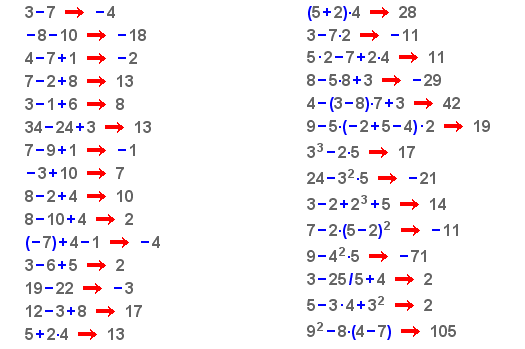 3−7 → −4
−8−10 → −18
4−7+1 → −2
7−2+8 → 13
3−1+6 → 8
34−24+3 → 13
7−9+1 → −1
−3+10 → 7
8−2+4 → 10
8−10+4 → 2
(−7)+4−1 → −4
3−6+5 → 2
19−22 → −3
12−3+8 → 17
5+2·4 → 13
(5+2)·4 → 28
3−7·2 → −11
5·2−7+2·4 → 11
8−5·8+3 → −29
4−(3−8)·7+3 → 42
9−5·(−2+5−4)·2 → 19
3³−2·5 → 17
24−3²·5 → −21
3−2+2³+5 → 14
7−2·(5−2)² → −11
9−4²·5 → −71
3−25/5+4 → 2
5−3·4+3² → 2
9²−8·(4−7) → 105